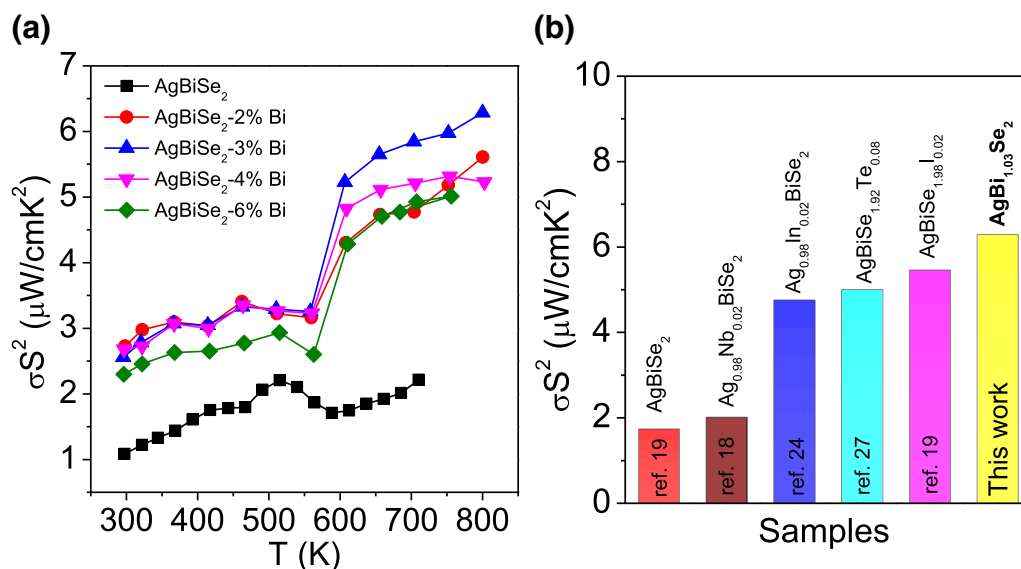 (a)
7
6
5
4
3
2
1
σS² (μW/cmK²)
AgBiSe₂
AgBiSe₂-2% Bi
AgBiSe₂-3% Bi
AgBiSe₂-4% Bi
AgBiSe₂-6% Bi
300 400 500 600 700 800
T (K)
(b)
10
8
6
4
2
0
σS² (μW/cmK²)
AgBiSe₂
ref. 19
Ag₀.₉₈Nb₀.₀₂BiSe₂
ref. 18
Ag₀.₉₈In₀.₀₂BiSe₂
ref. 24
AgBiSe₁.₉₂Te₀.₀₈
ref. 27
AgBiSe₁.₉₈I₀.₀₂
ref. 19
AgBi₁.₀₃Se₂
This work
Samples